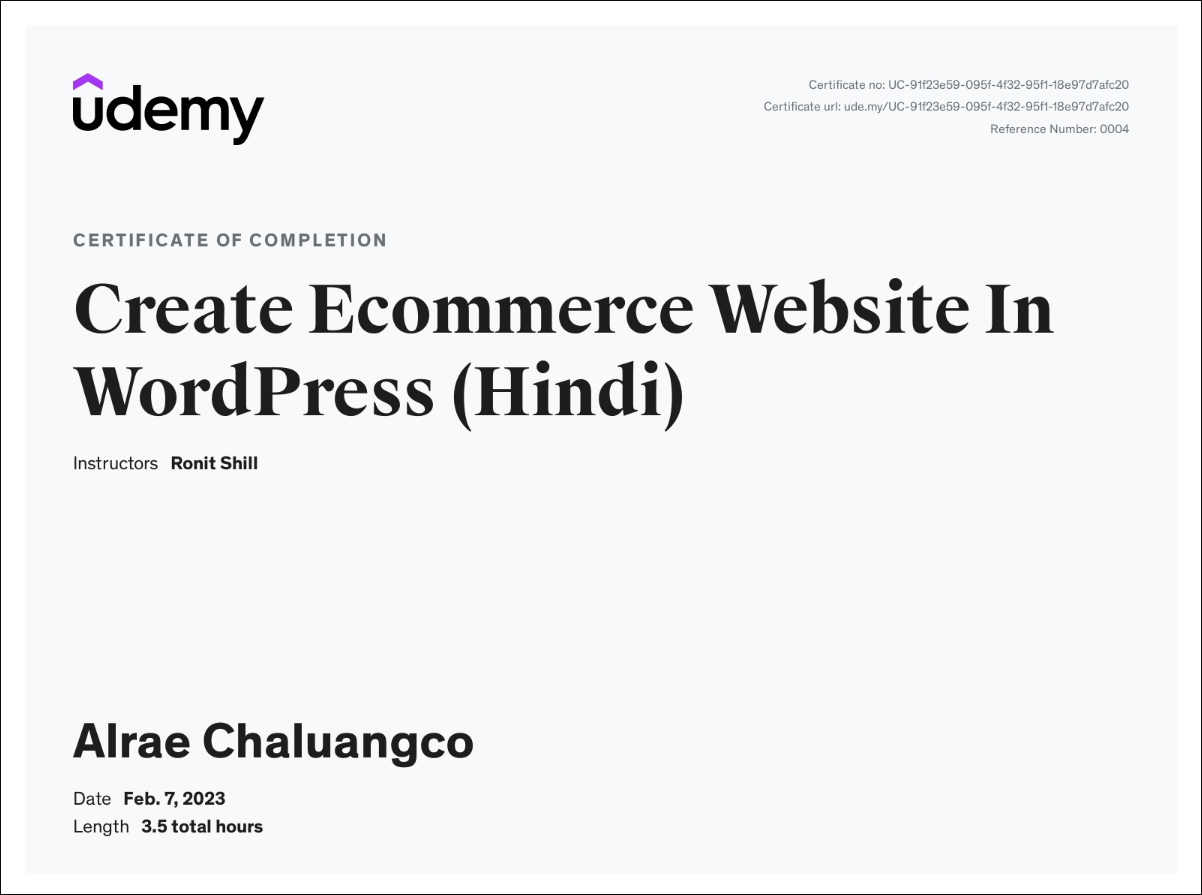 udemy
Certificate no: UC-91f23e59-095f-4f32-95f1-18e97d7afc20
Certificate url: ude.my/UC-91f23e59-095f-4f32-95f1-18e97d7afc20
Reference Number: 0004
CERTIFICATE OF COMPLETION
Create Ecommerce Website In
WordPress (Hindi)
Instructors Ronit Shill
Alrae Chaluangco
Date Feb. 7, 2023
Length 3.5 total hours